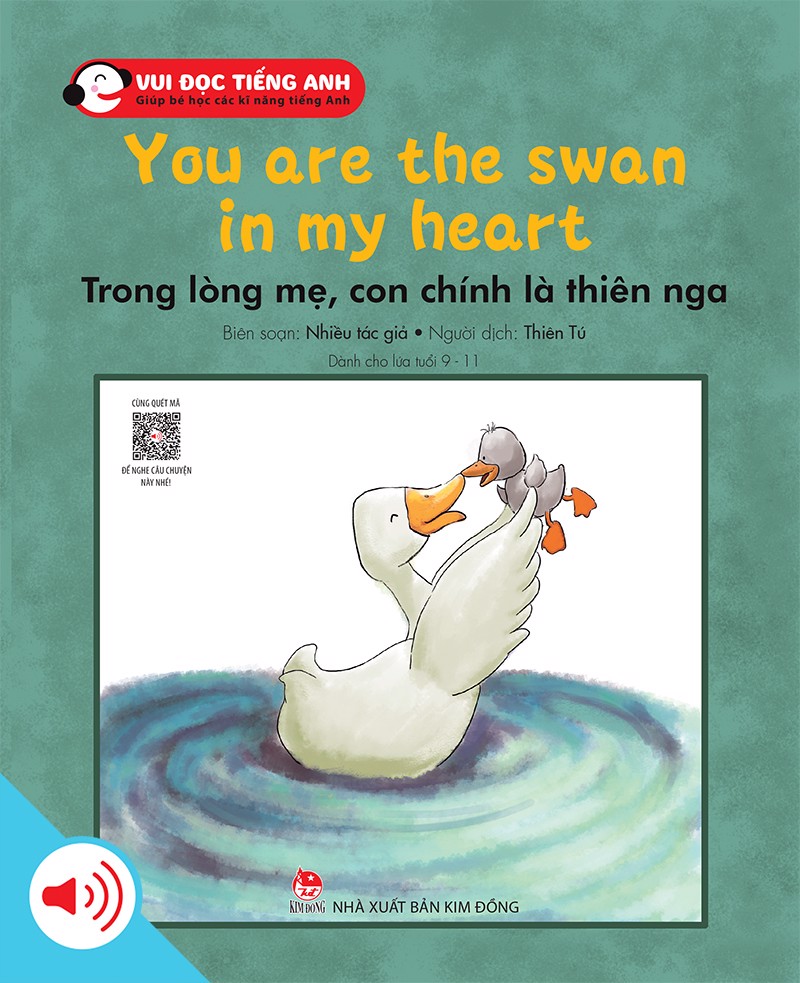 VUI ĐỌC TIẾNG ANH
Giúp bé học các kĩ năng tiếng Anh
You are the swan
in my heart
Trong lòng mẹ, con chính là thiên nga
Biên soạn: Nhiều tác giả • Người dịch: Thiên Tú
Dành cho lứa tuổi 9 - 11
CÙNG QUÉT MÃ
ĐỂ NGHE CÂU CHUYỆN
NÀY NHÉ!
KIM ĐỒNG
NHÀ XUẤT BẢN KIM ĐỒNG